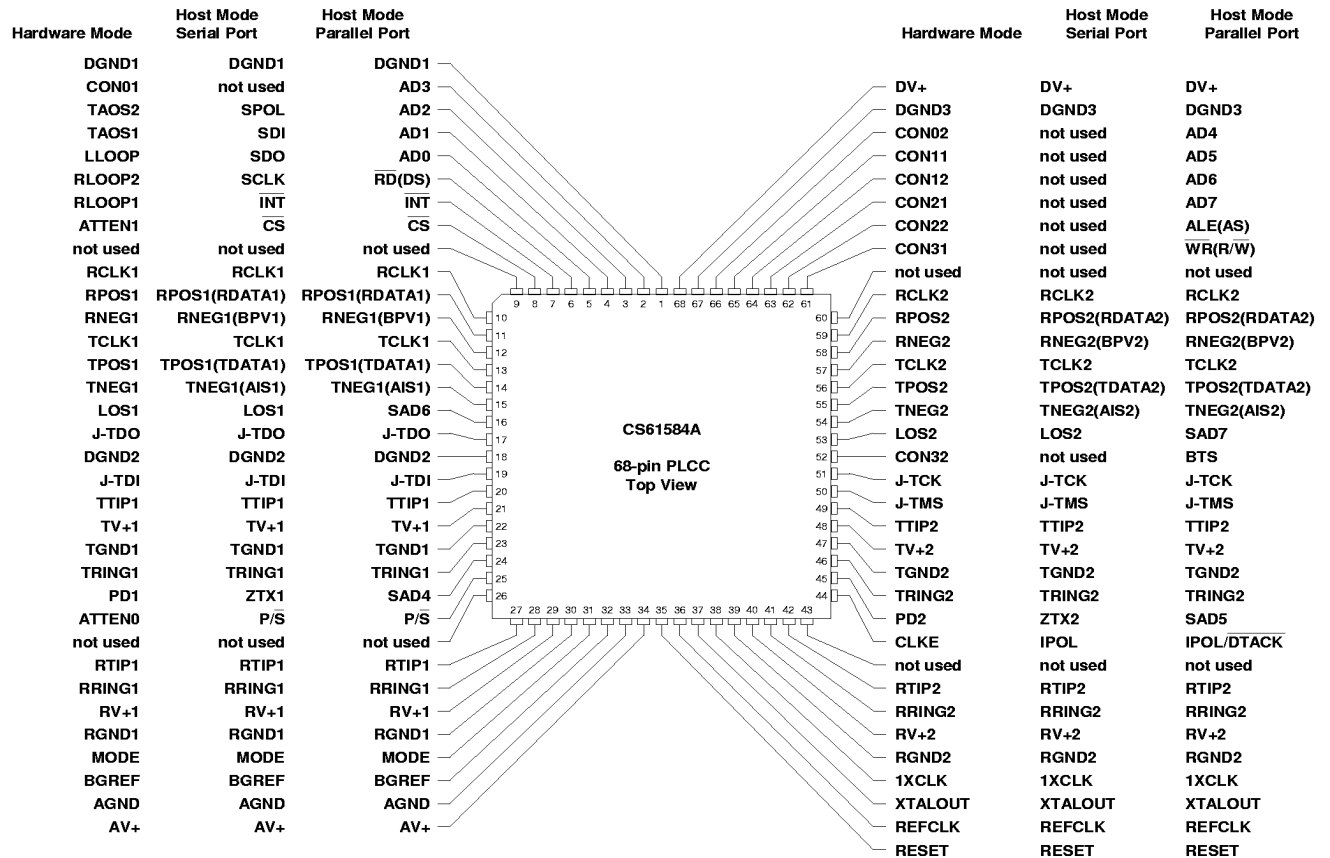 Hardware Mode Host Mode Serial Port Host Mode Parallel Port
DGND1 DGND1 DGND1
CON01 not used AD3
TAOS2 SPOL AD2
TAOS1 SDI AD1
LLOOP SDO AD0
RLOOP2 SCLK R̅D̅(DS)
RLOOP1 I̅N̅T̅ I̅N̅T̅
ATTEN1 C̅S̅ C̅S̅
not used not used not used
RCLK1 RCLK1 RCLK1
RPOS1 RPOS1(RDATA1) RPOS1(RDATA1)
RNEG1 RNEG1(BPV1) RNEG1(BPV1)
TCLK1 TCLK1 TCLK1
TPOS1 TPOS1(TDATA1) TPOS1(TDATA1)
TNEG1 TNEG1(AIS1) TNEG1(AIS1)
LOS1 LOS1 SAD6
J-TDO J-TDO J-TDO
DGND2 DGND2 DGND2
J-TDI J-TDI J-TDI
TTIP1 TTIP1 TTIP1
TV+1 TV+1 TV+1
TGND1 TGND1 TGND1
TRING1 TRING1 TRING1
PD1 ZTX1 SAD4
ATTEN0 P/S̅ P/S̅
not used not used not used
RTIP1 RTIP1 RTIP1
RRING1 RRING1 RRING1
RV+1 RV+1 RV+1
RGND1 RGND1 RGND1
MODE MODE MODE
BGREF BGREF BGREF
AGND AGND AGND
AV+ AV+ AV+
9 8 7 6 5 4 3 2 1 68 67 66 65 64 63 62 61
10
11
12
13
14
15
16
17
18
19
20
21
22
23
24
25
26
CS61584A
68-pin PLCC
Top View
60
59
58
57
56
55
54
53
52
51
50
49
48
47
46
45
44
27 28 29 30 31 32 33 34 35 36 37 38 39 40 41 42 43
Hardware Mode Host Mode Serial Port Host Mode Parallel Port
DV+ DV+ DV+
DGND3 DGND3 DGND3
CON02 not used AD4
CON11 not used AD5
CON12 not used AD6
CON21 not used AD7
CON22 not used ALE(AS)
CON31 not used W̅R̅(R/W̅)
not used not used not used
RCLK2 RCLK2 RCLK2
RPOS2 RPOS2(RDATA2) RPOS2(RDATA2)
RNEG2 RNEG2(BPV2) RNEG2(BPV2)
TCLK2 TCLK2 TCLK2
TPOS2 TPOS2(TDATA2) TPOS2(TDATA2)
TNEG2 TNEG2(AIS2) TNEG2(AIS2)
LOS2 LOS2 SAD7
CON32 not used BTS
J-TCK J-TCK J-TCK
J-TMS J-TMS J-TMS
TTIP2 TTIP2 TTIP2
TV+2 TV+2 TV+2
TGND2 TGND2 TGND2
TRING2 TRING2 TRING2
PD2 ZTX2 SAD5
CLKE IPOL IPOL/D̅T̅A̅C̅K̅
not used not used not used
RTIP2 RTIP2 RTIP2
RRING2 RRING2 RRING2
RV+2 RV+2 RV+2
RGND2 RGND2 RGND2
1XCLK 1XCLK 1XCLK
XTALOUT XTALOUT XTALOUT
REFCLK REFCLK REFCLK
RESET RESET RESET